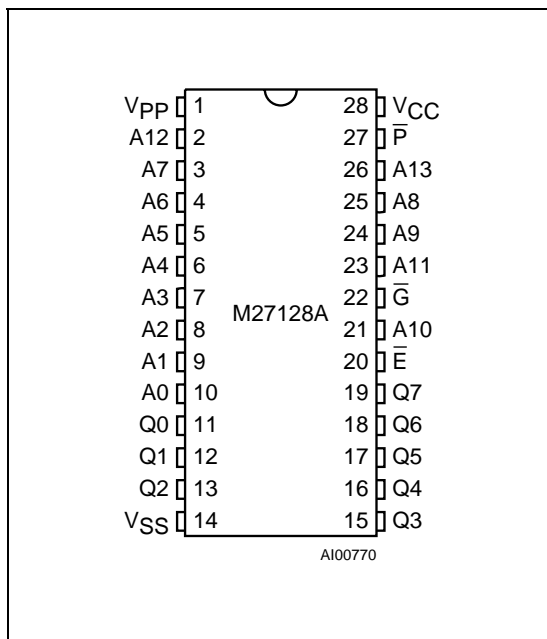 VPP 1 28 VCC
A12 2 27 P̅
A7 3 26 A13
A6 4 25 A8
A5 5 24 A9
A4 6 23 A11
A3 7 22 G̅
M27128A
A2 8 21 A10
A1 9 20 E̅
A0 10 19 Q7
Q0 11 18 Q6
Q1 12 17 Q5
Q2 13 16 Q4
VSS 14 15 Q3
AI00770